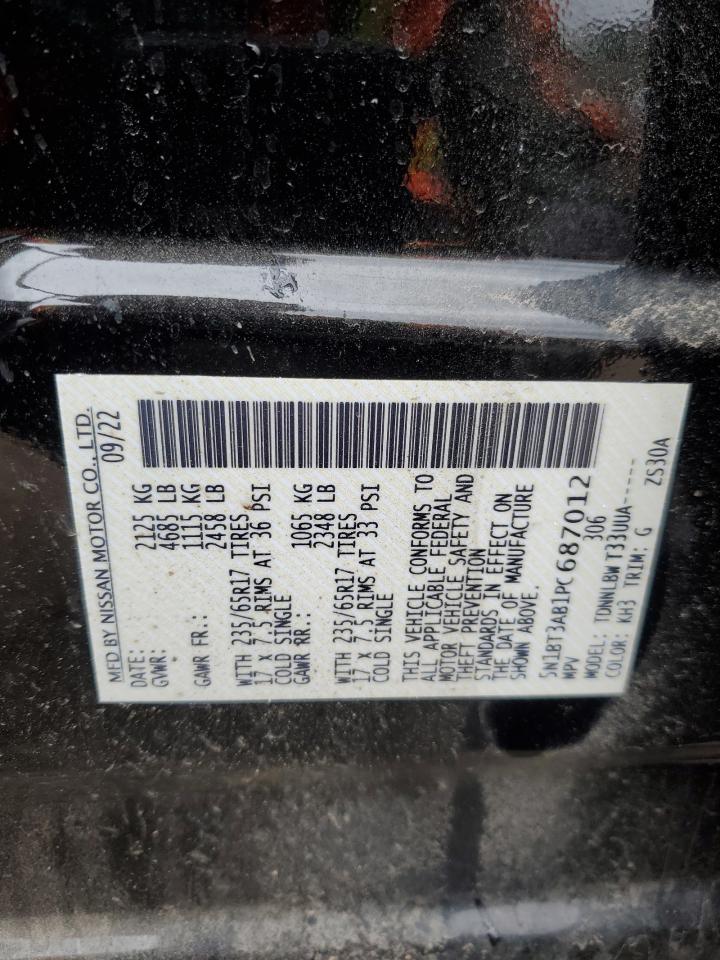 MFD BY NISSAN MOTOR CO., LTD.
DATE: 09/22
GVWR: 2125 KG
4685 LB
GAWR FR.: 1115 KG
2458 LB
WITH 235/65R17 TIRES
17 X 7.5 RIMS AT 36 PSI
COLD SINGLE
GAWR RR.: 1065 KG
2348 LB
WITH 235/65R17 TIRES
17 X 7.5 RIMS AT 33 PSI
COLD SINGLE
THIS VEHICLE CONFORMS TO
ALL APPLICABLE FEDERAL
MOTOR VEHICLE SAFETY AND
THEFT PREVENTION
STANDARDS IN EFFECT ON
THE DATE OF MANUFACTURE
SHOWN ABOVE.
5N1BT3AB1PC687012
MPV 306
MODEL: TDNNLBW T33UUA-----
COLOR: KH3 TRIM: G ZS30A